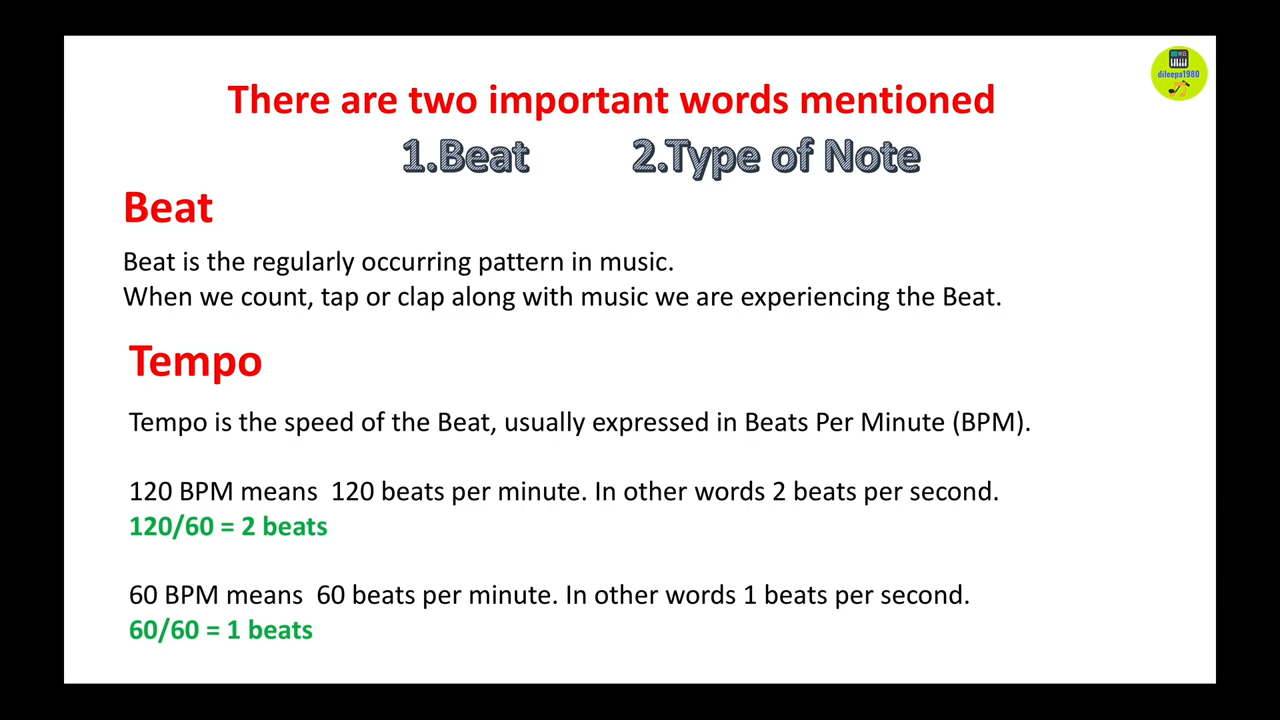 dileepa1980
There are two important words mentioned
1.Beat 2.Type of Note
Beat
Beat is the regularly occurring pattern in music.
When we count, tap or clap along with music we are experiencing the Beat.
Tempo
Tempo is the speed of the Beat, usually expressed in Beats Per Minute (BPM).
120 BPM means  120 beats per minute. In other words 2 beats per second.
120/60 = 2 beats
60 BPM means  60 beats per minute. In other words 1 beats per second.
60/60 = 1 beats